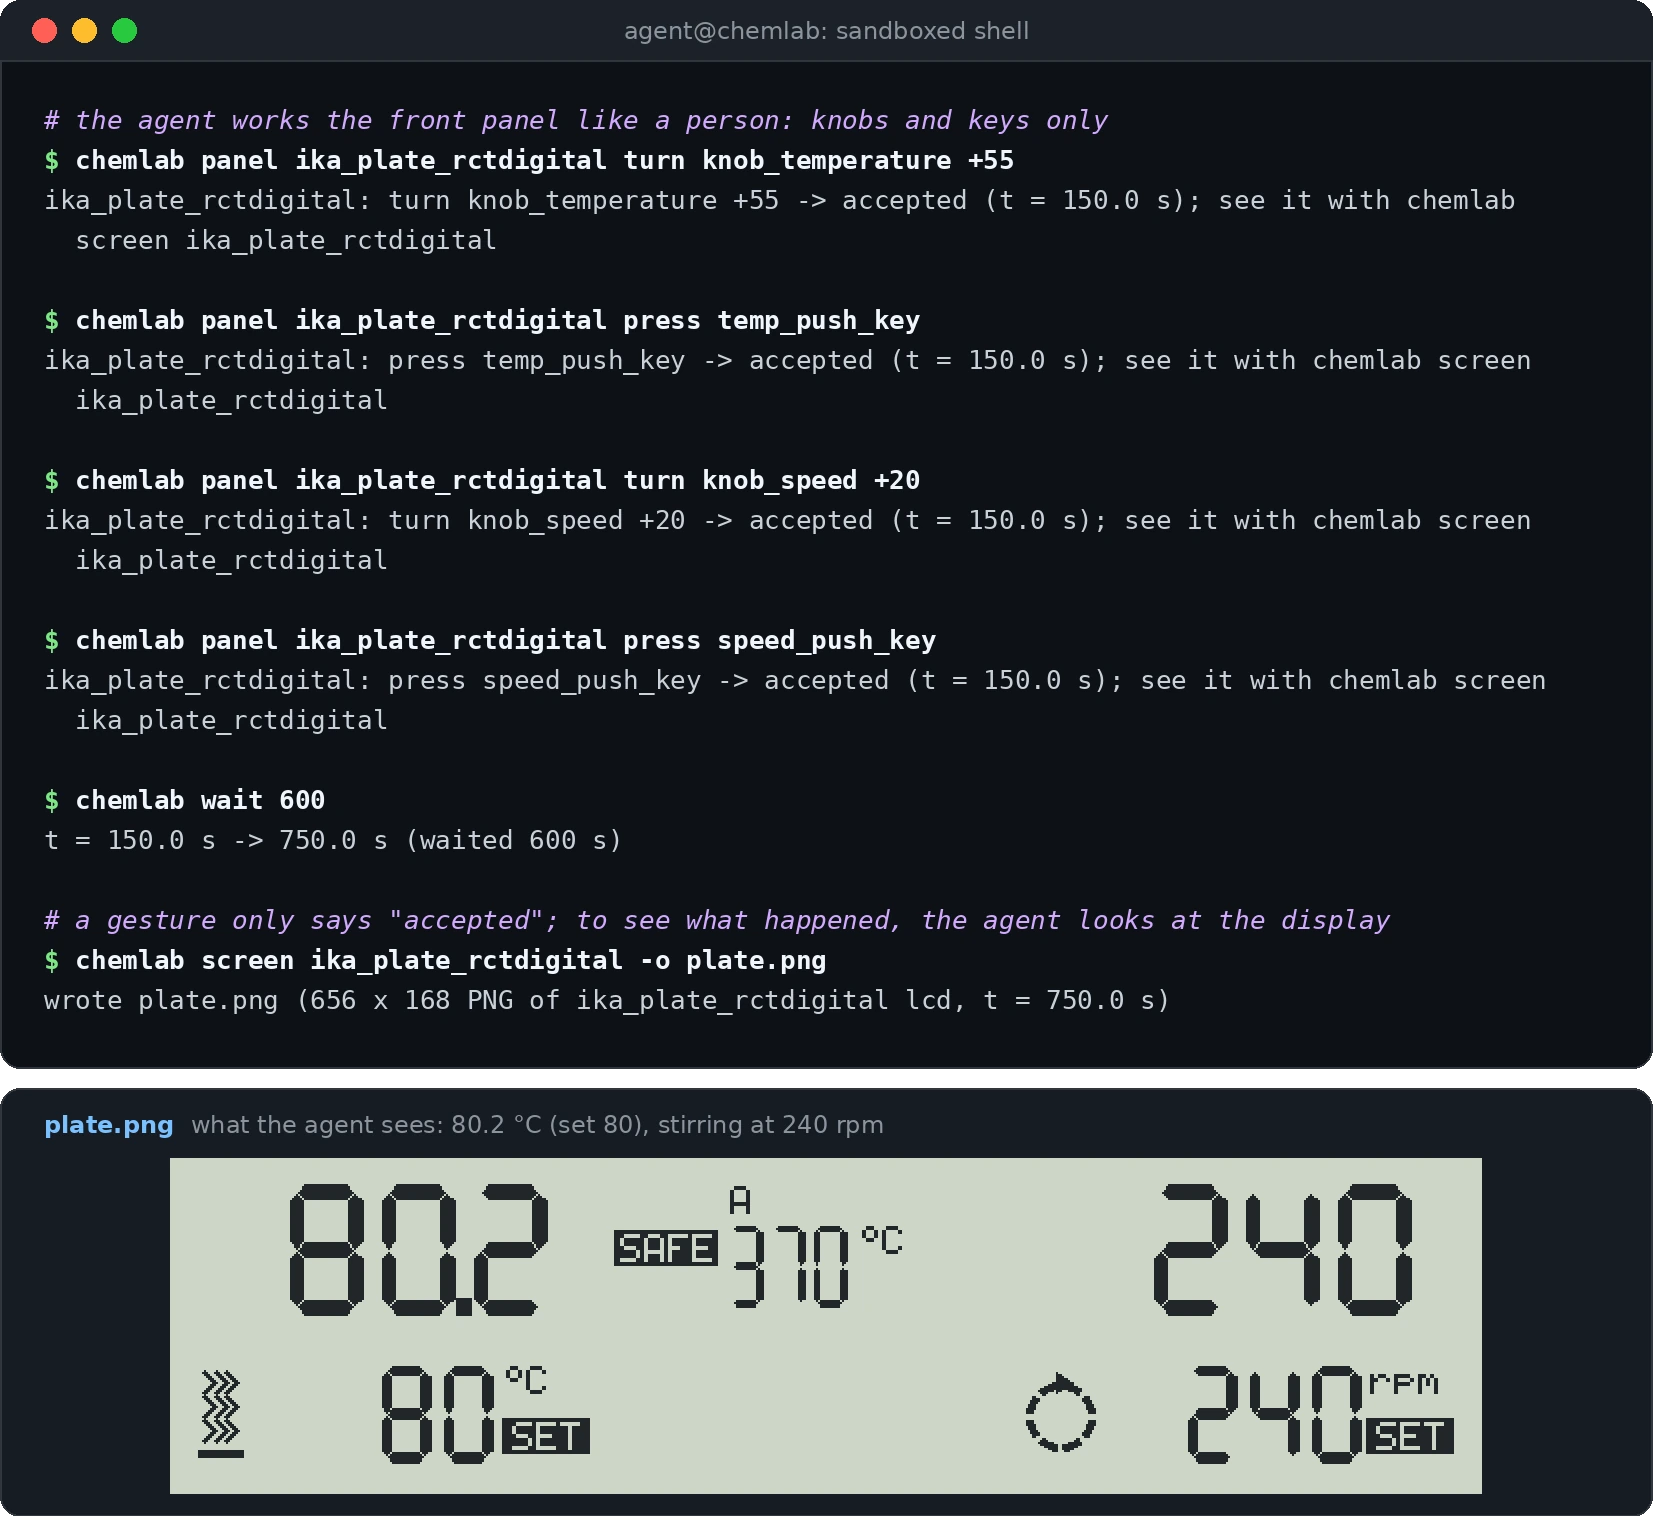 agent@chemlab: sandboxed shell
# the agent works the front panel like a person: knobs and keys only
$ chemlab panel ika_plate_rctdigital turn knob_temperature +55
ika_plate_rctdigital: turn knob_temperature +55 -> accepted (t = 150.0 s); see it with chemlab
screen ika_plate_rctdigital
$ chemlab panel ika_plate_rctdigital press temp_push_key
ika_plate_rctdigital: press temp_push_key -> accepted (t = 150.0 s); see it with chemlab screen
ika_plate_rctdigital
$ chemlab panel ika_plate_rctdigital turn knob_speed +20
ika_plate_rctdigital: turn knob_speed +20 -> accepted (t = 150.0 s); see it with chemlab screen
ika_plate_rctdigital
$ chemlab panel ika_plate_rctdigital press speed_push_key
ika_plate_rctdigital: press speed_push_key -> accepted (t = 150.0 s); see it with chemlab screen
ika_plate_rctdigital
$ chemlab wait 600
t = 150.0 s -> 750.0 s (waited 600 s)
# a gesture only says "accepted"; to see what happened, the agent looks at the display
$ chemlab screen ika_plate_rctdigital -o plate.png
wrote plate.png (656 x 168 PNG of ika_plate_rctdigital lcd, t = 750.0 s)
plate.png what the agent sees: 80.2 °C (set 80), stirring at 240 rpm
80.2
A
SAFE 370 °C
240
80 °C SET
240 rpm SET